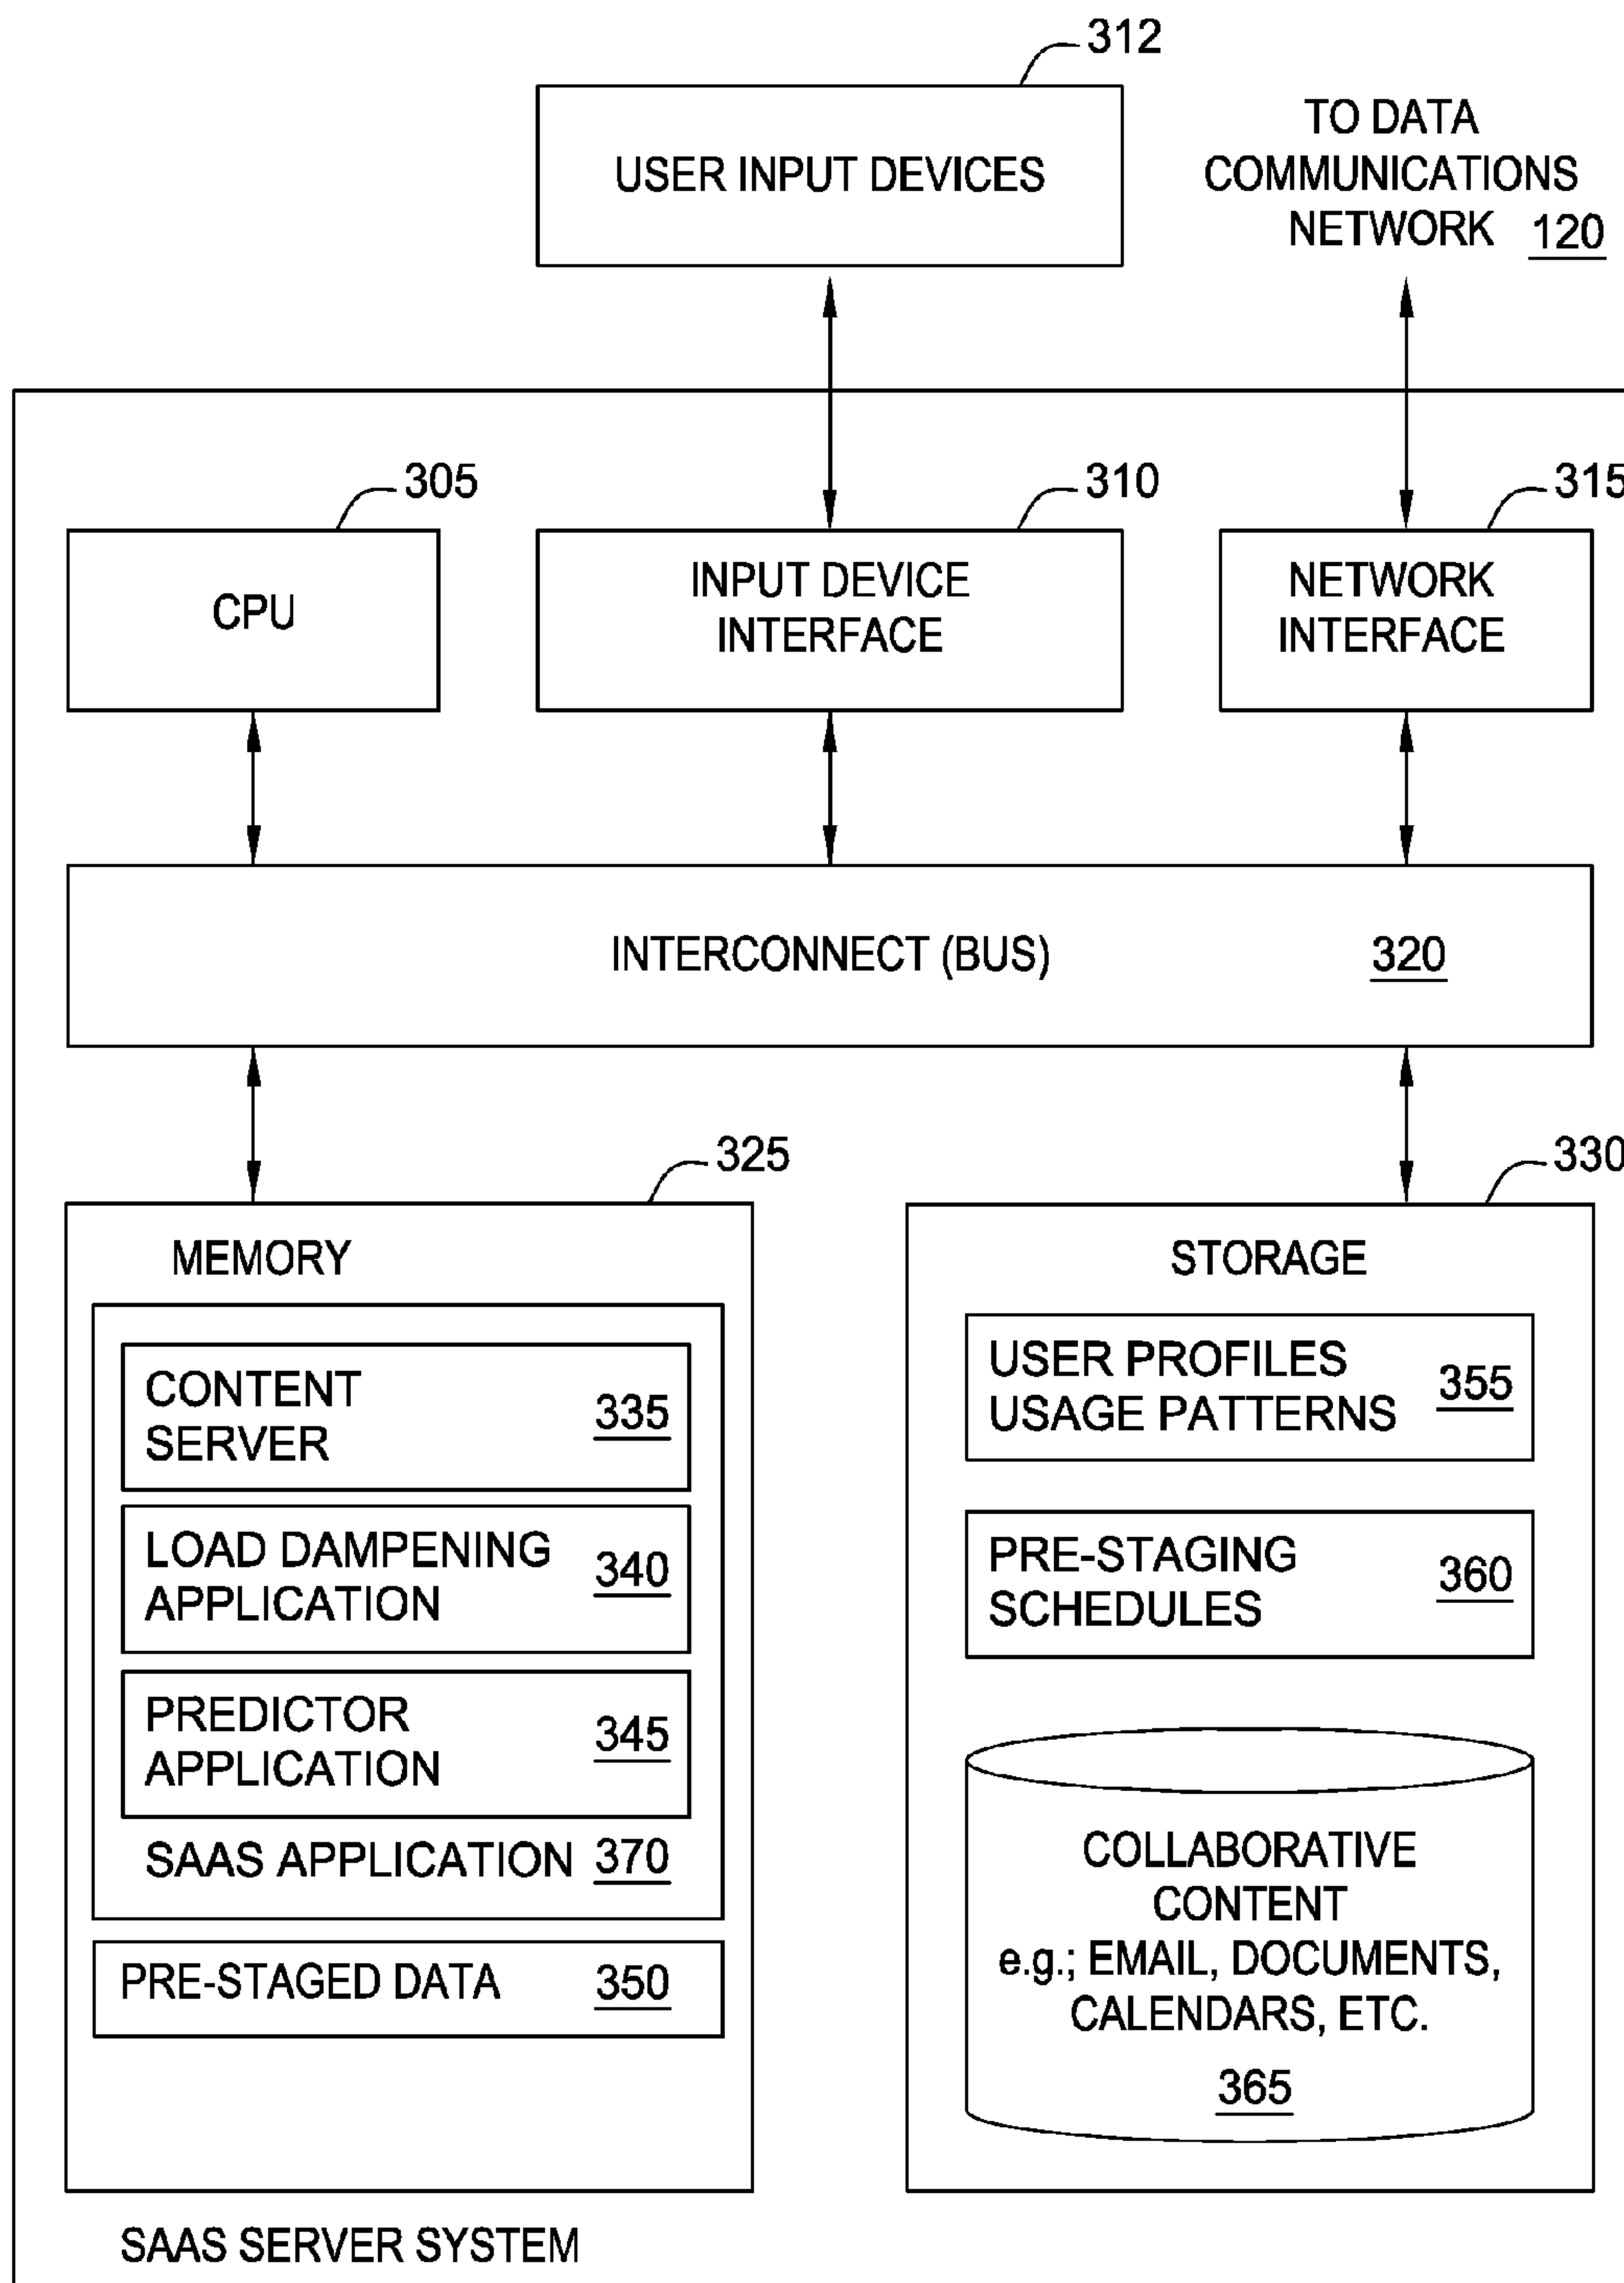 312
USER INPUT DEVICES
TO DATA
COMMUNICATIONS
NETWORK 120
305
310
315
CPU
INPUT DEVICE
INTERFACE
NETWORK
INTERFACE
INTERCONNECT (BUS) 320
325
330
MEMORY
CONTENT
SERVER 335
LOAD DAMPENING
APPLICATION 340
PREDICTOR
APPLICATION 345
SAAS APPLICATION 370
PRE-STAGED DATA 350
STORAGE
USER PROFILES
USAGE PATTERNS 355
PRE-STAGING
SCHEDULES 360
COLLABORATIVE
CONTENT
e.g.; EMAIL, DOCUMENTS,
CALENDARS, ETC.
365
SAAS SERVER SYSTEM